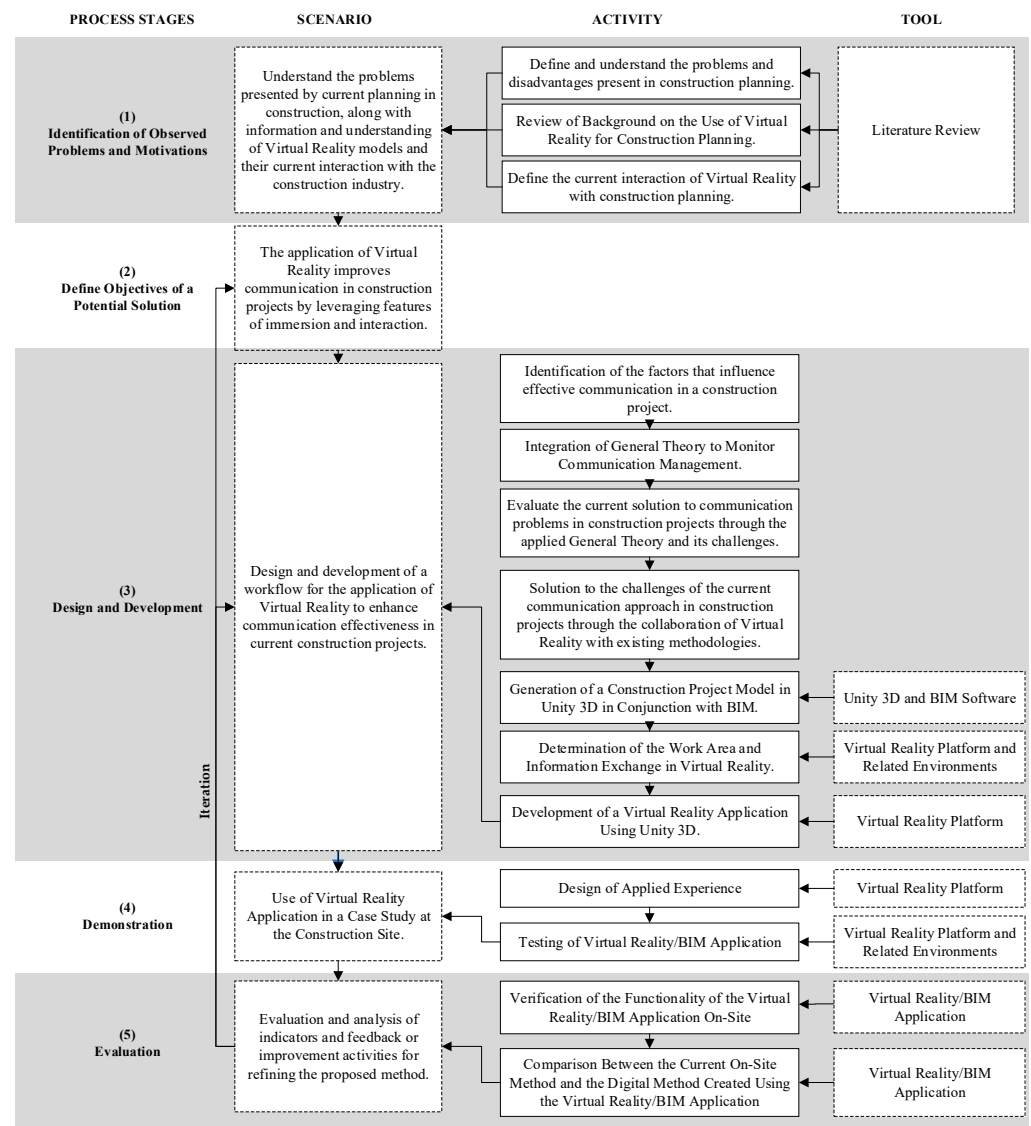 PROCESS STAGES
SCENARIO
ACTIVITY
TOOL
(1)
Identification of Observed
Problems and Motivations
Understand the problems
presented by current planning in
construction, along with
information and understanding
of Virtual Reality models and
their current interaction with the
construction industry.
Define and understand the problems and
disadvantages present in construction planning.
Review of Background on the Use of Virtual
Reality for Construction Planning.
Define the current interaction of Virtual Reality
with construction planning.
Literature Review
(2)
Define Objectives of a
Potential Solution
The application of Virtual
Reality improves
communication in construction
projects by leveraging features
of immersion and interaction.
(3)
Design and Development
Design and development of a
workflow for the application of
Virtual Reality to enhance
communication effectiveness in
current construction projects.
Identification of the factors that influence
effective communication in a construction
project.
Integration of General Theory to Monitor
Communication Management.
Evaluate the current solution to communication
problems in construction projects through the
applied General Theory and its challenges.
Solution to the challenges of the current
communication approach in construction
projects through the collaboration of Virtual
Reality with existing methodologies.
Generation of a Construction Project Model in
Unity 3D in Conjunction with BIM.
Unity 3D and BIM Software
Determination of the Work Area and
Information Exchange in Virtual Reality.
Virtual Reality Platform and
Related Environments
Development of a Virtual Reality Application
Using Unity 3D.
Virtual Reality Platform
Iteration
(4)
Demonstration
Use of Virtual Reality
Application in a Case Study at
the Construction Site.
Design of Applied Experience
Virtual Reality Platform
Testing of Virtual Reality/BIM Application
Virtual Reality Platform and
Related Environments
(5)
Evaluation
Evaluation and analysis of
indicators and feedback or
improvement activities for
refining the proposed method.
Verification of the Functionality of the Virtual
Reality/BIM Application On-Site
Virtual Reality/BIM
Application
Comparison Between the Current On-Site
Method and the Digital Method Created Using
the Virtual Reality/BIM Application
Virtual Reality/BIM
Application